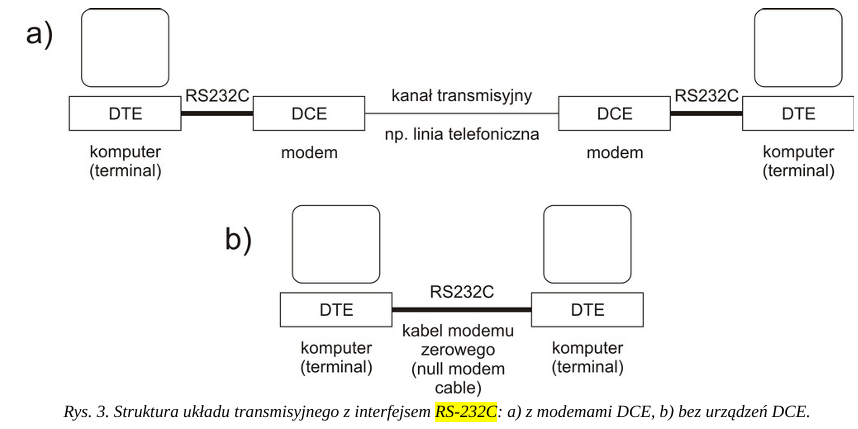 a)
RS232C
kanał transmisyjny
RS232C
DTE
DCE
DCE
DTE
np. linia telefoniczna
komputer
(terminal)
modem
modem
komputer
(terminal)
b)
RS232C
DTE
DTE
kabel modemu
zerowego
(null modem
cable)
komputer
(terminal)
komputer
(terminal)
Rys. 3. Struktura układu transmisyjnego z interfejsem RS-232C: a) z modemami DCE, b) bez urządzeń DCE.